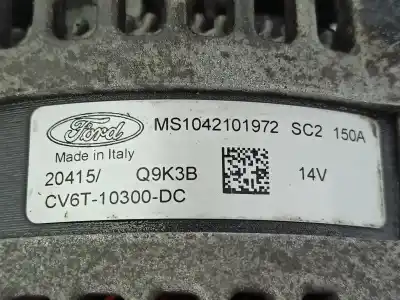 Ford MS1042101972 SC2 150A
Made in Italy
20415/ Q9K3B 14V
CV6T-10300-DC